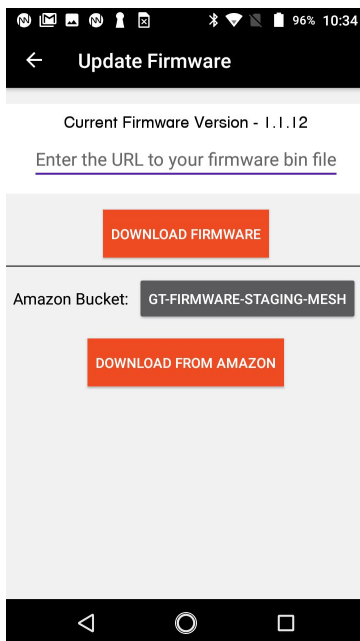 96% 10:34
Update Firmware
Current Firmware Version - 1.1.12
Enter the URL to your firmware bin file
DOWNLOAD FIRMWARE
Amazon Bucket: GT-FIRMWARE-STAGING-MESH
DOWNLOAD FROM AMAZON